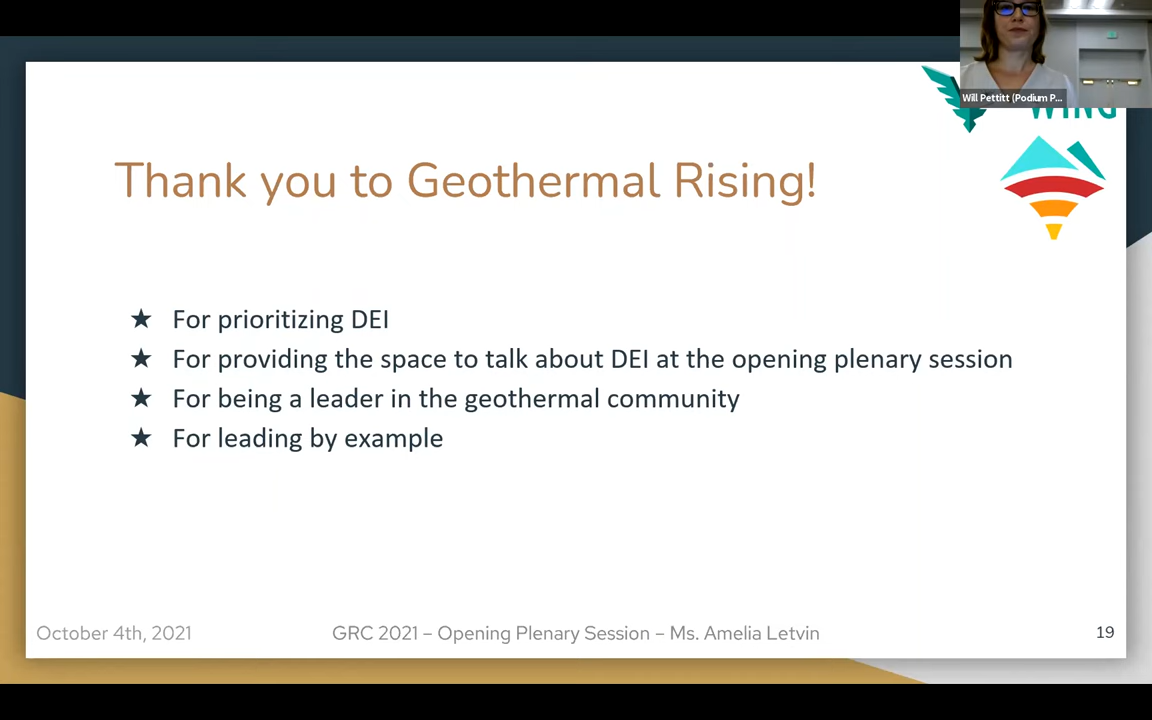 Will Pettitt (Podium P...
WING
Thank you to Geothermal Rising!
★ For prioritizing DEI
★ For providing the space to talk about DEI at the opening plenary session
★ For being a leader in the geothermal community
★ For leading by example
October 4th, 2021
GRC 2021 – Opening Plenary Session – Ms. Amelia Letvin
19